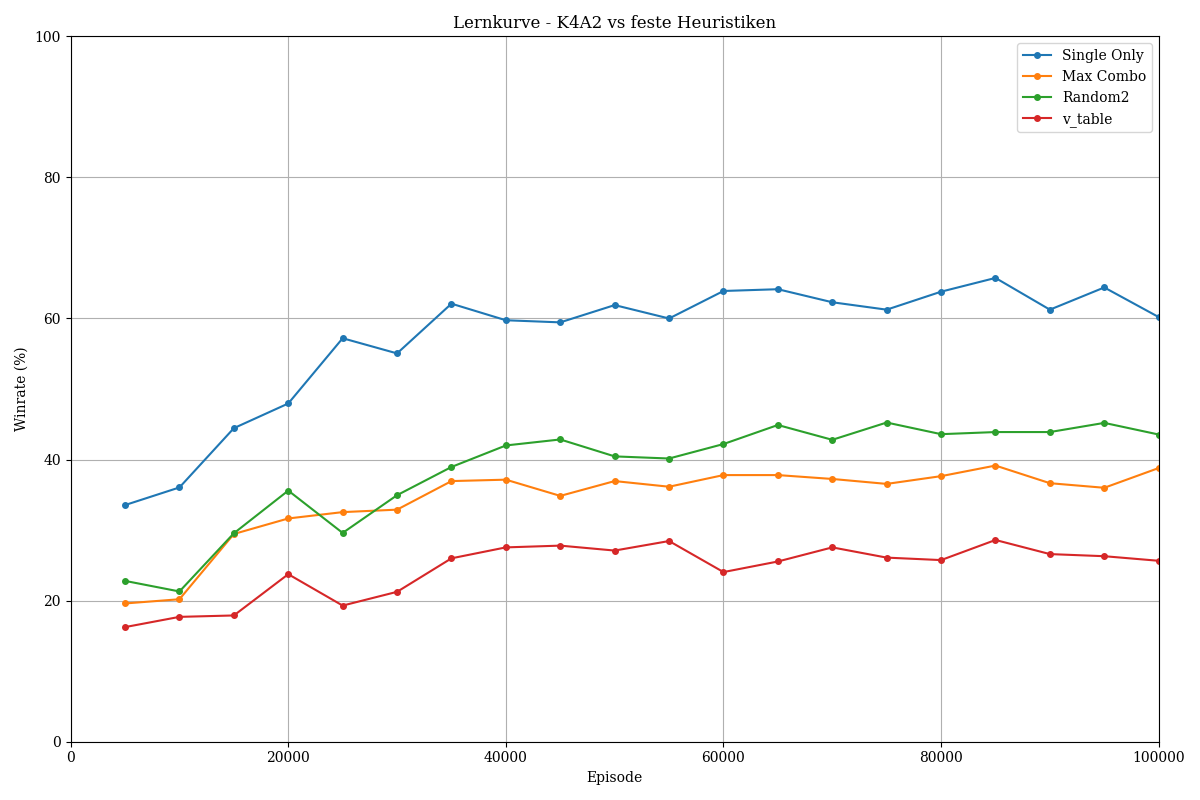 Lernkurve - K4A2 vs feste Heuristiken
100
80
60
40
20
0
Winrate (%)
Single Only
Max Combo
Random2
v_table
0 20000 40000 60000 80000 100000
Episode